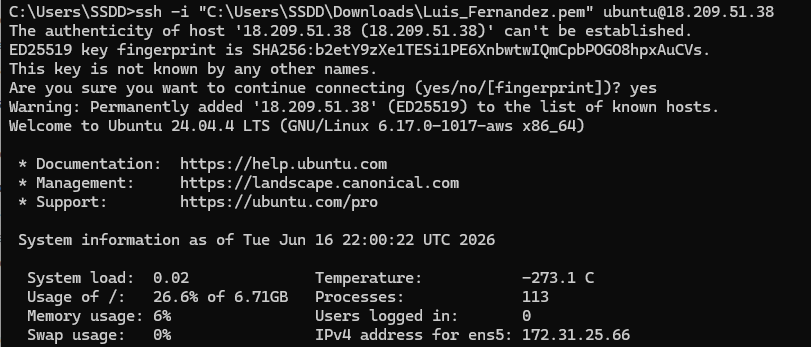 C:\Users\SSDD>ssh -i "C:\Users\SSDD\Downloads\Luis_Fernandez.pem" ubuntu@18.209.51.38
The authenticity of host '18.209.51.38 (18.209.51.38)' can't be established.
ED25519 key fingerprint is SHA256:b2etY9zXe1TESi1PE6XnbwtwIQmCpbPOGO8hpxAuCVs.
This key is not known by any other names.
Are you sure you want to continue connecting (yes/no/[fingerprint])? yes
Warning: Permanently added '18.209.51.38' (ED25519) to the list of known hosts.
Welcome to Ubuntu 24.04.4 LTS (GNU/Linux 6.17.0-1017-aws x86_64)
* Documentation:  https://help.ubuntu.com
* Management:     https://landscape.canonical.com
* Support:        https://ubuntu.com/pro
System information as of Tue Jun 16 22:00:22 UTC 2026
System load:  0.02               Temperature:           -273.1 C
Usage of /:   26.6% of 6.71GB   Processes:             113
Memory usage: 6%                 Users logged in:       0
Swap usage:   0%                 IPv4 address for ens5: 172.31.25.66